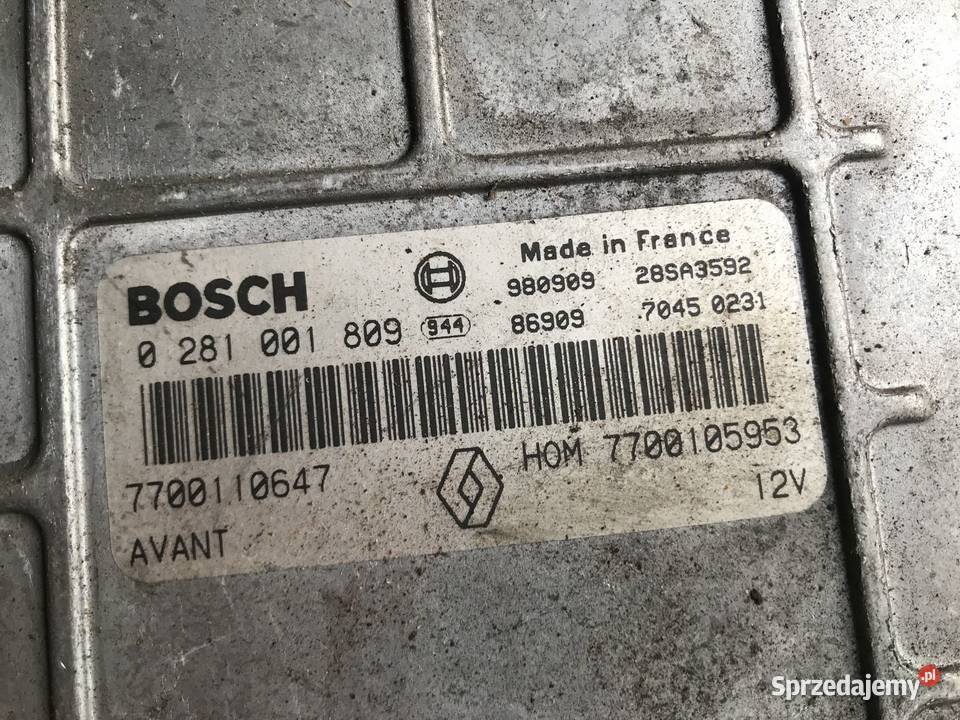 Made in France
BOSCH
980909 28SA3592
0 281 001 809 944 86909 7045 0231
7700110647 HOM 7700105953
AVANT 12V
Sprzedajemy.pl